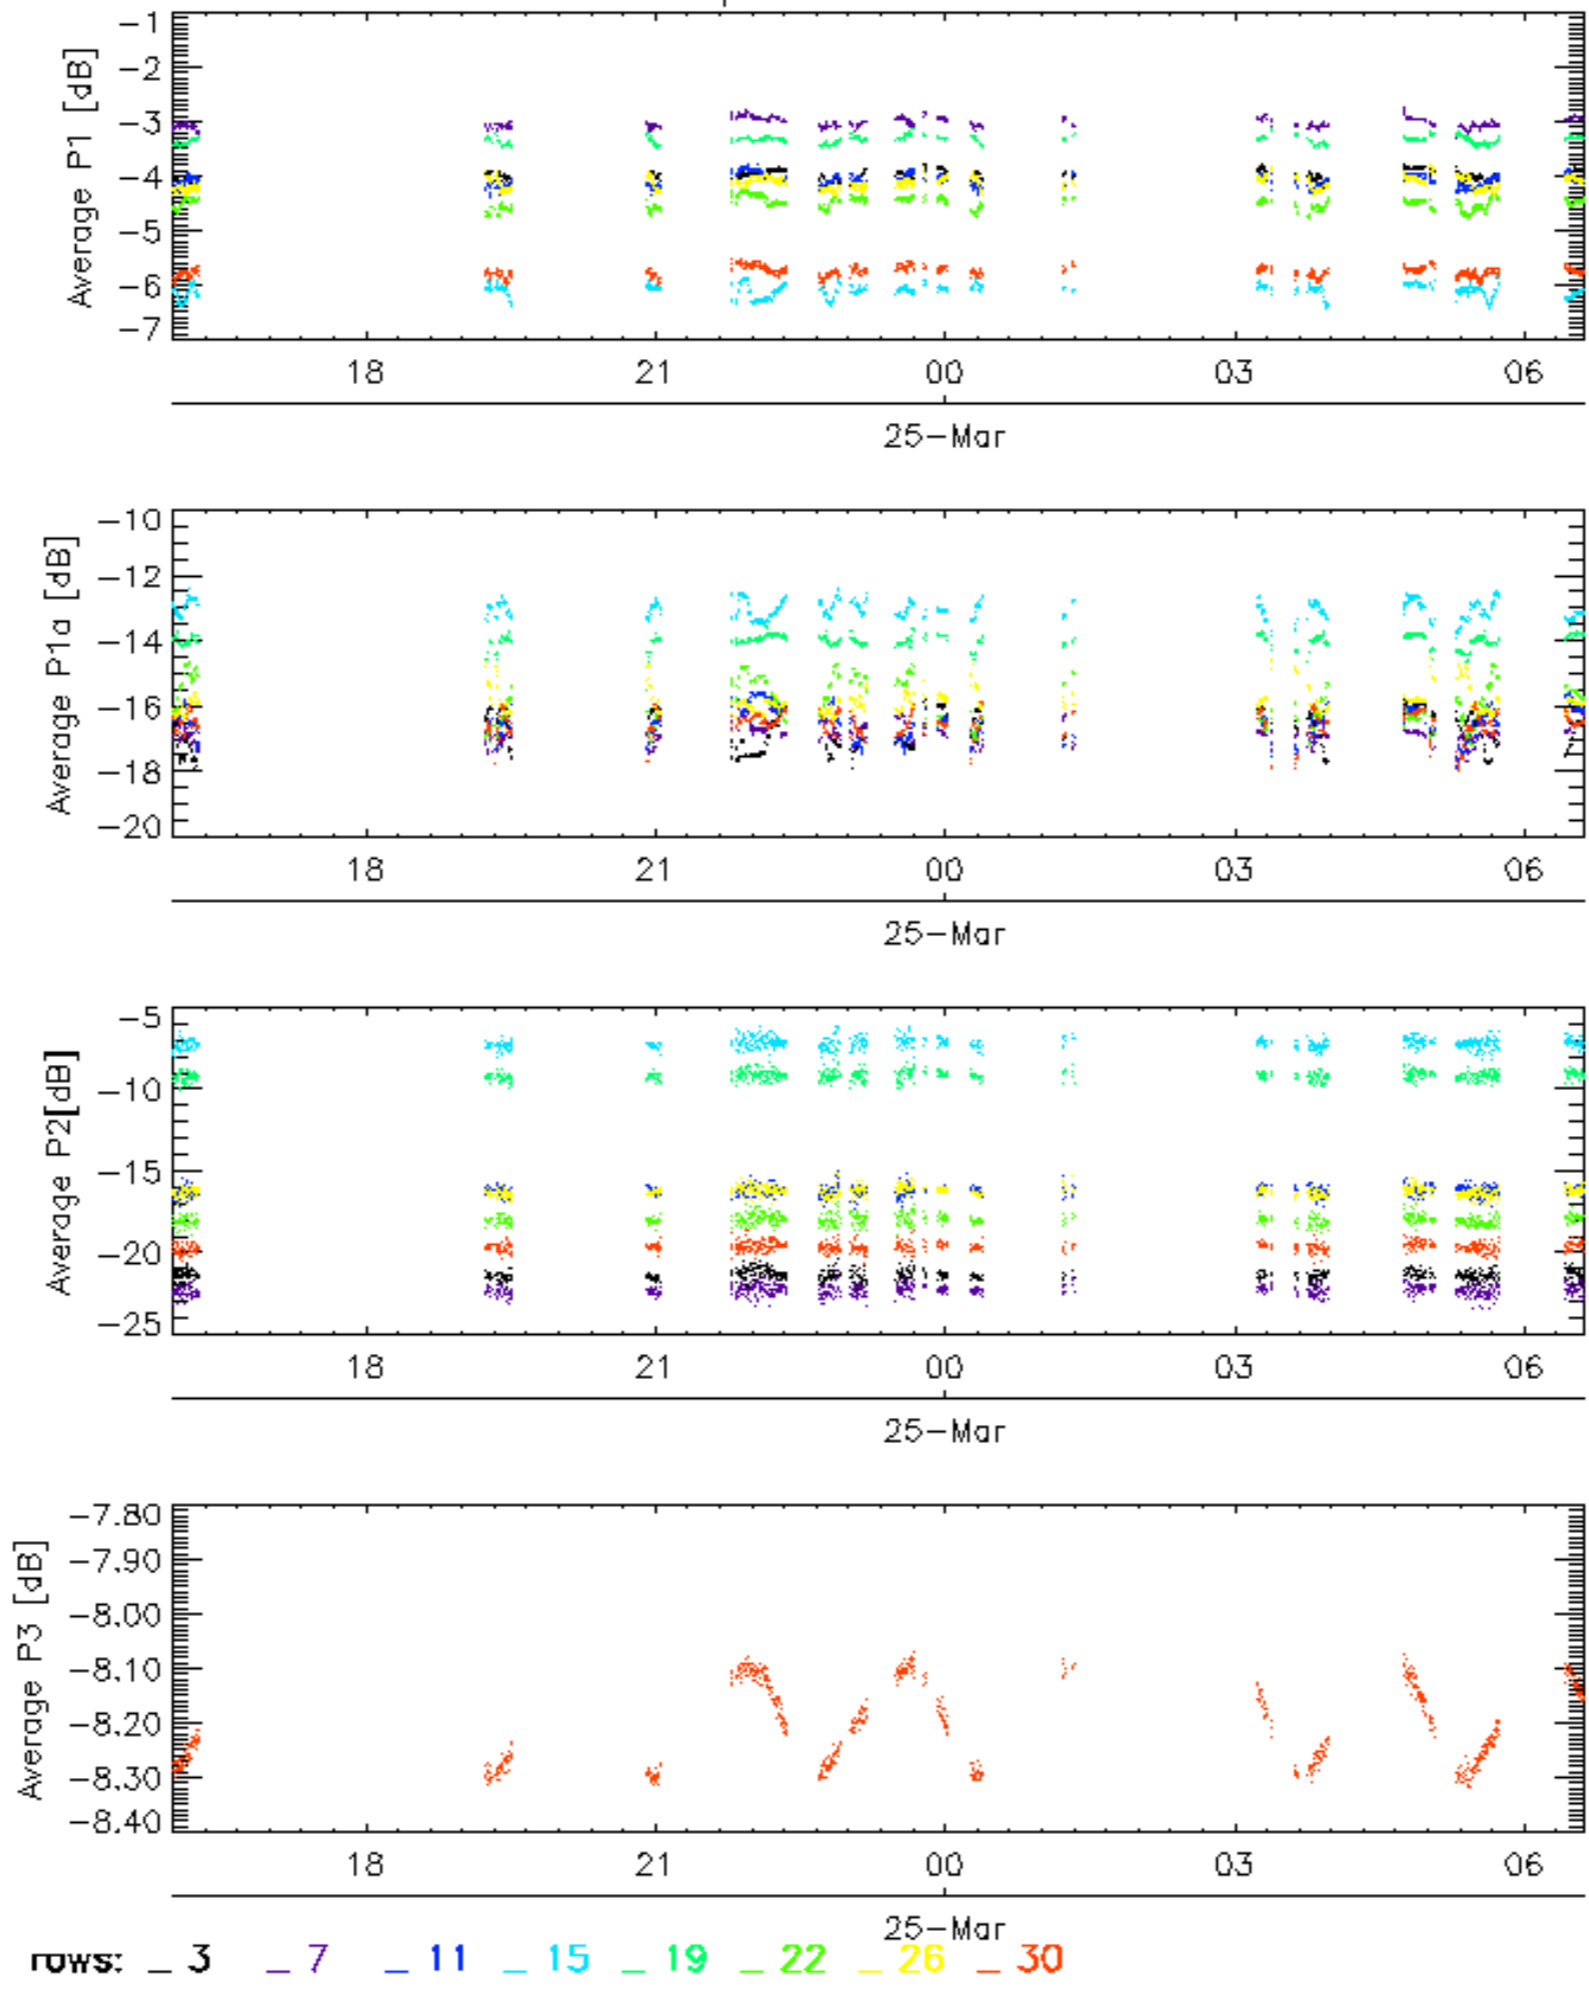 -1
-2
-3
-4
-5
-6
-7
Average P1 [dB]
18 21 00 03 06
25-Mar
-10
-12
-14
-16
-18
-20
Average P1a [dB]
18 21 00 03 06
25-Mar
-5
-10
-15
-20
-25
Average P2[dB]
18 21 00 03 06
25-Mar
-7.80
-7.90
-8.00
-8.10
-8.20
-8.30
-8.40
Average P3 [dB]
18 21 00 03 06
25-Mar
rows: _ 3 _ 7 _ 11 _ 15 _ 19 _ 22 _ 26 _ 30